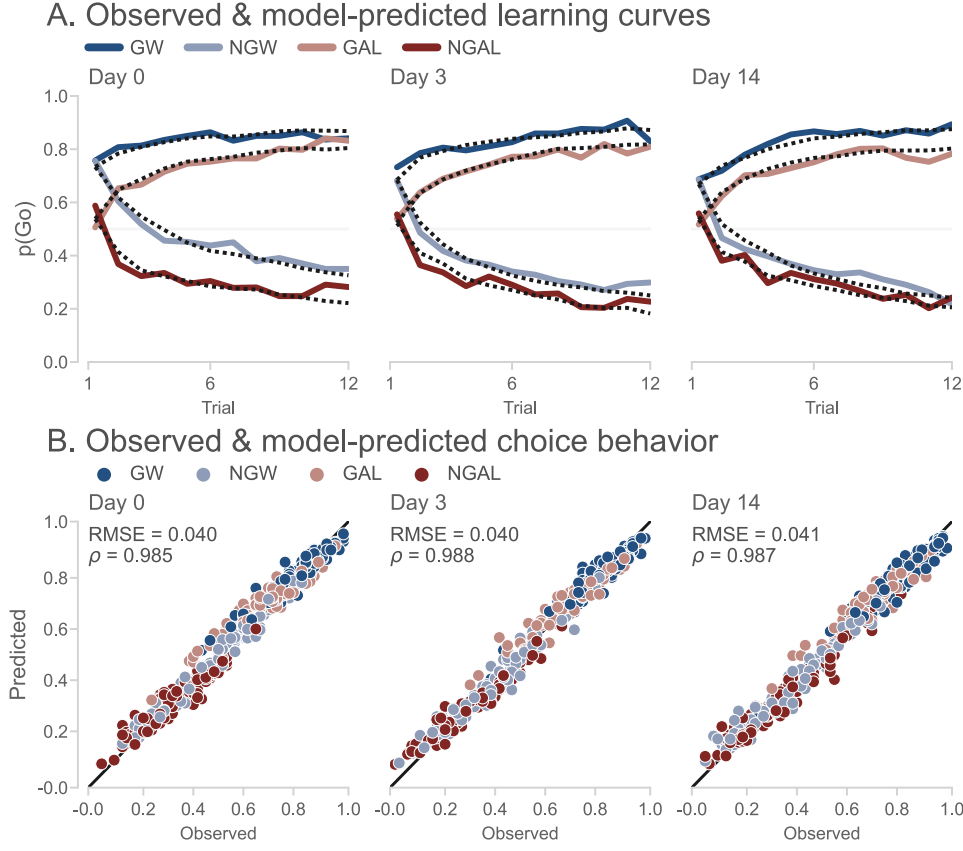 A. Observed & model-predicted learning curves
GW NGW GAL NGAL
Day 0 Day 3 Day 14
1.0
0.8
0.6
0.4
0.2
0.0
p(Go)
1 6 12 1 6 12 1 6 12
Trial Trial Trial
B. Observed & model-predicted choice behavior
GW NGW GAL NGAL
Day 0 Day 3 Day 14
RMSE = 0.040 RMSE = 0.040 RMSE = 0.041
ρ = 0.985 ρ = 0.988 ρ = 0.987
1.0
0.8
0.6
0.4
0.2
-0.0
Predicted
-0.0 0.2 0.4 0.6 0.8 1.0 -0.0 0.2 0.4 0.6 0.8 1.0 -0.0 0.2 0.4 0.6 0.8 1.0
Observed Observed Observed